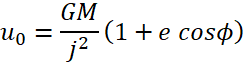 u₀ = GM/j² (1 + e cosϕ)